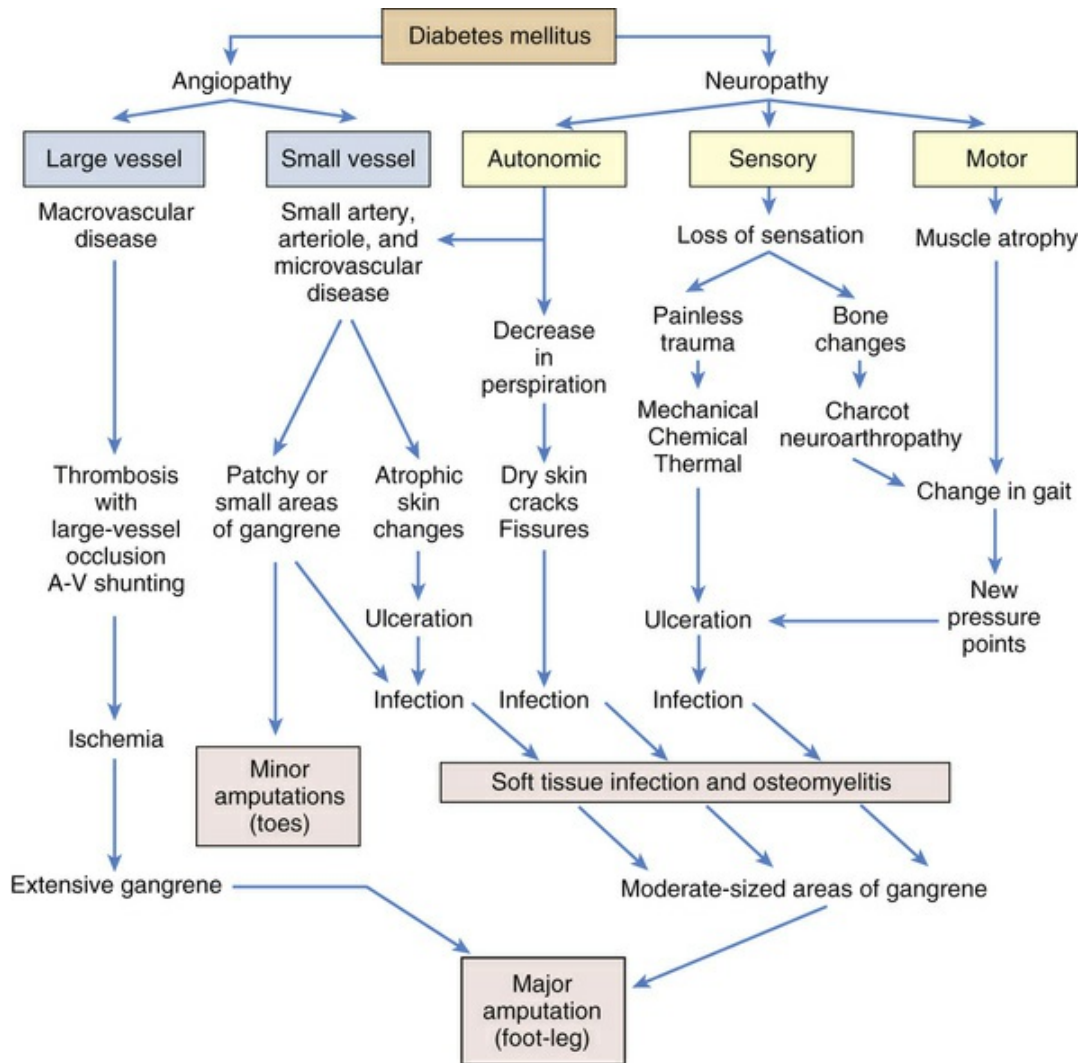 Diabetes mellitus
Angiopathy
Neuropathy
Large vessel
Small vessel
Autonomic
Sensory
Motor
Macrovascular
disease
Small artery,
arteriole, and
microvascular
disease
Loss of sensation
Muscle atrophy
Decrease
in
perspiration
Painless
trauma
Bone
changes
Mechanical
Chemical
Thermal
Charcot
neuroarthropathy
Thrombosis
with
large-vessel
occlusion
A-V shunting
Patchy or
small areas
of gangrene
Atrophic
skin
changes
Dry skin
cracks
Fissures
Change in gait
Ulceration
Ulceration
New
pressure
points
Infection
Infection
Infection
Ischemia
Minor
amputations
(toes)
Soft tissue infection and osteomyelitis
Extensive gangrene
Moderate-sized areas of gangrene
Major
amputation
(foot-leg)